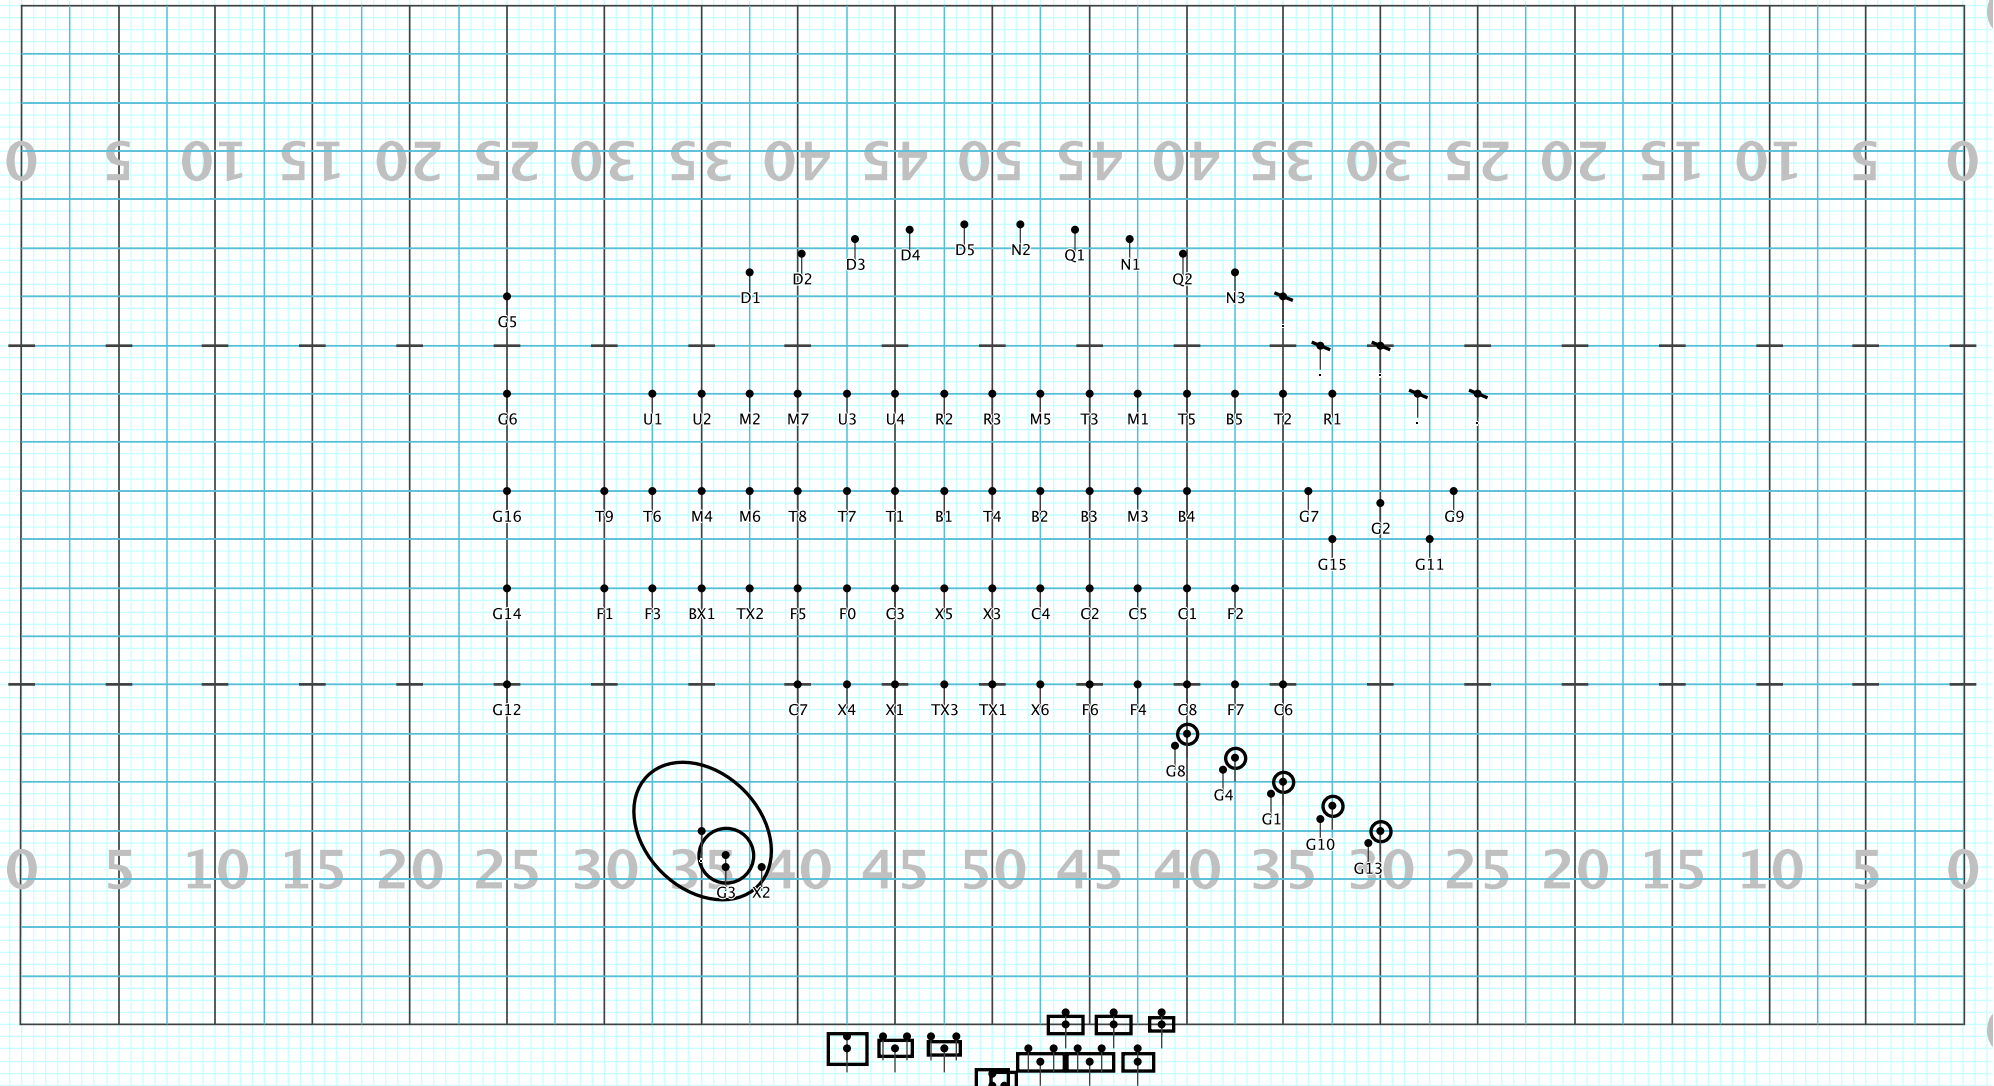 0 5 10 15 20 25 30 35 40 45 50 45 40 35 30 25 20 15 10 5 0
D5 N2
D4 Q1
D3 N1
D2 Q2
D1 N3
G5
G6 U1 U2 M2 M7 U3 U4 R2 R3 M5 T3 M1 T5 B5 T2 R1
G16 T9 T6 M4 M6 T8 T7 T1 B1 T4 B2 B3 M3 B4 G7 G9
G2
G15 G11
G14 F1 F3 BX1 TX2 F5 F0 C3 X5 X3 C4 C2 C5 C1 F2
G12 C7 X4 X1 TX3 TX1 X6 F6 F4 C8 F7 C6
G8
G4
G1
G10
0 5 10 15 20 25 30 35 40 45 50 45 40 35 30 25 20 15 10 5 0
G13
G3 X2